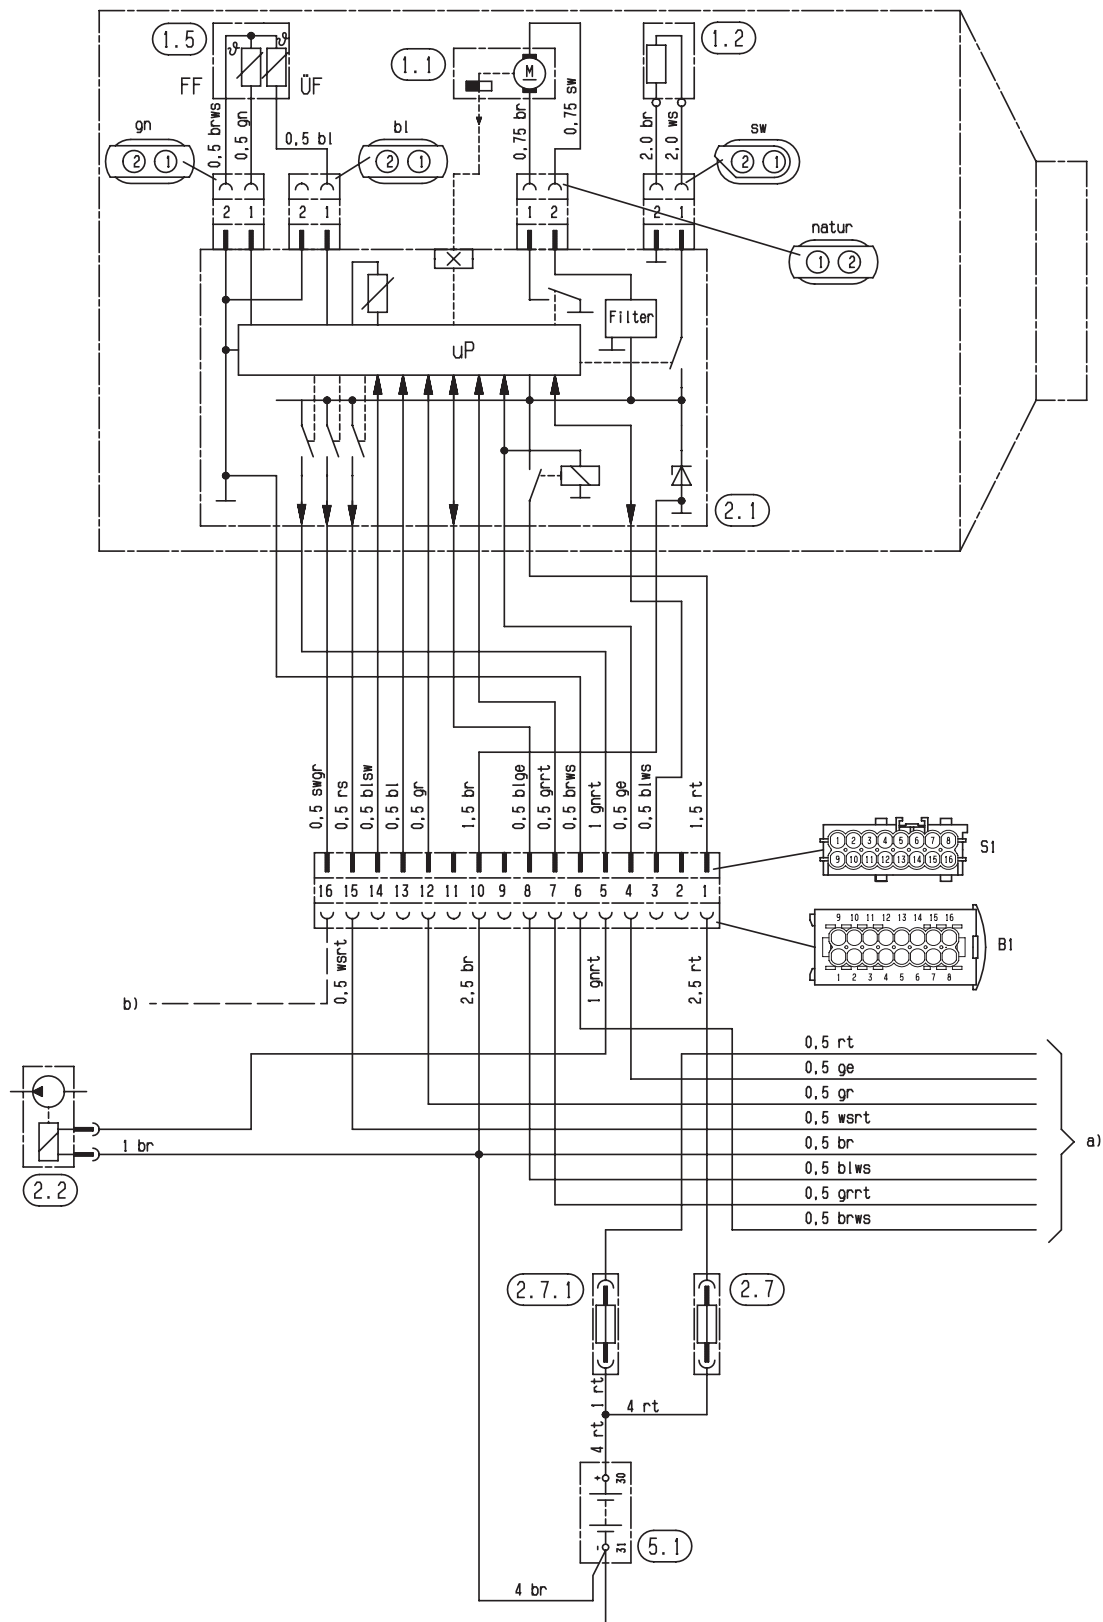 1.5
FF
ÜF
ϑ
ϑ
1.1
M
1.2
0,5 brws
0,5 gn
0,5 bl
0,75 br
0,75 sw
2,0 br
2,0 ws
gn
2 1
bl
2 1
sw
2 1
natur
1 2
2 1
2 1
1 2
2 1
Filter
uP
2.1
0,5 swgr
0,5 rs
0,5 blsw
0,5 bl
0,5 gr
1,5 br
0,5 blge
0,5 grrt
0,5 brws
1 gnrt
0,5 ge
0,5 blws
1,5 rt
16 15 14 13 12 11 10 9 8 7 6 5 4 3 2 1
1 2 3 4 5 6 7 8
9 10 11 12 13 14 15 16
S1
9 10 11 12 13 14 15 16
1 2 3 4 5 6 7 8
B1
0,5 wsrt
2,5 br
1 gnrt
2,5 rt
b)
0,5 rt
0,5 ge
0,5 gr
0,5 wsrt
0,5 br
0,5 blws
0,5 grrt
0,5 brws
a)
1 br
2.2
2.7.1
2.7
1 rt
4 rt
4 rt
+ 30
- 31
5.1
4 br